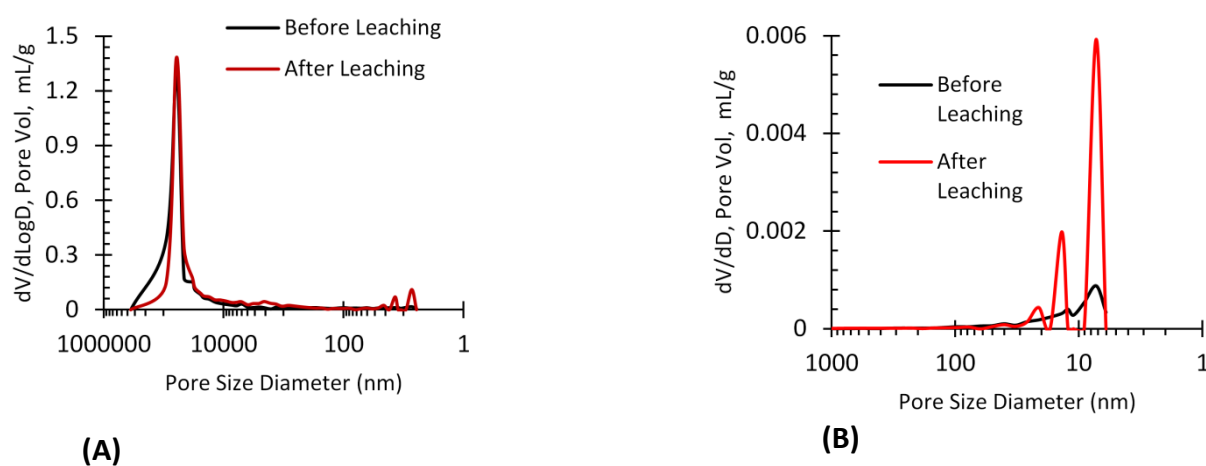 Before Leaching
After Leaching
dV/dLogD, Pore Vol, mL/g
1.5
1.2
0.9
0.6
0.3
0
1000000 10000 100 1
Pore Size Diameter (nm)
(A)
Before
Leaching
After
Leaching
dV/dD, Pore Vol, mL/g
0.006
0.004
0.002
0
1000 100 10 1
Pore Size Diameter (nm)
(B)